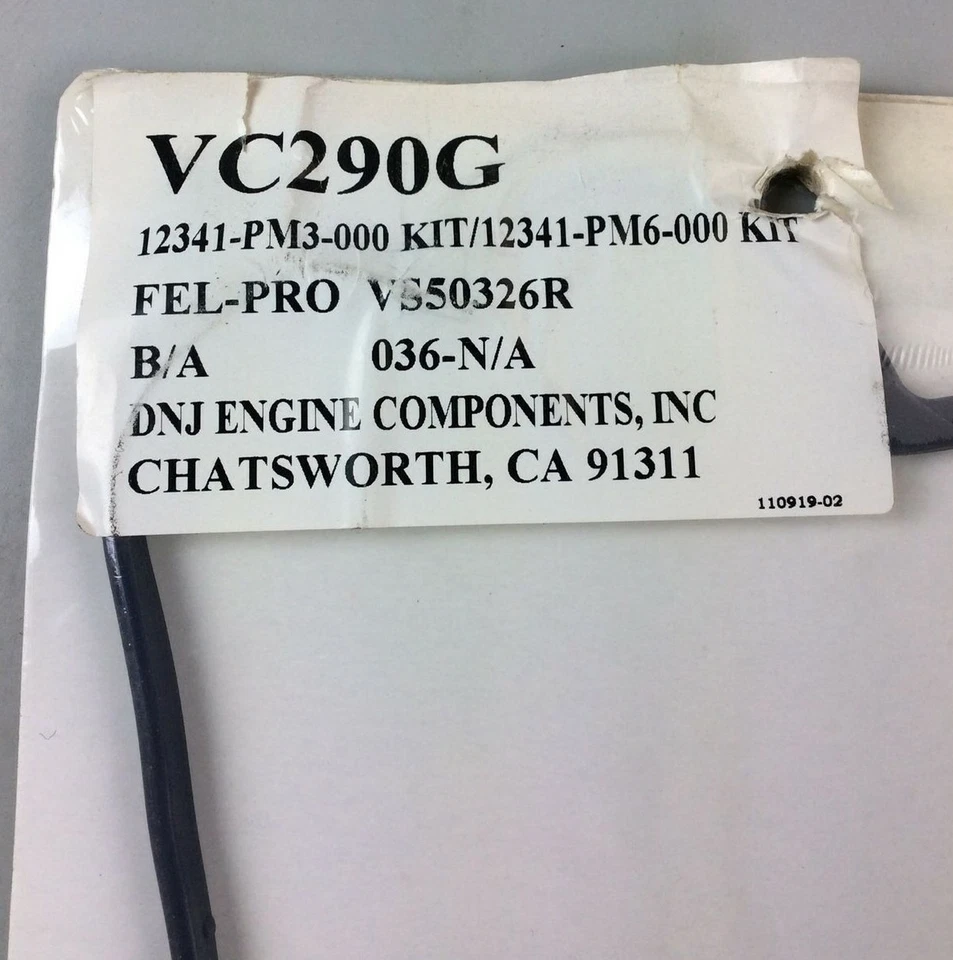 VC290G
12341-PM3-000 KIT/12341-PM6-000 KIT
FEL-PRO VS50326R
B/A 036-N/A
DNJ ENGINE COMPONENTS, INC
CHATSWORTH, CA 91311
110919-02